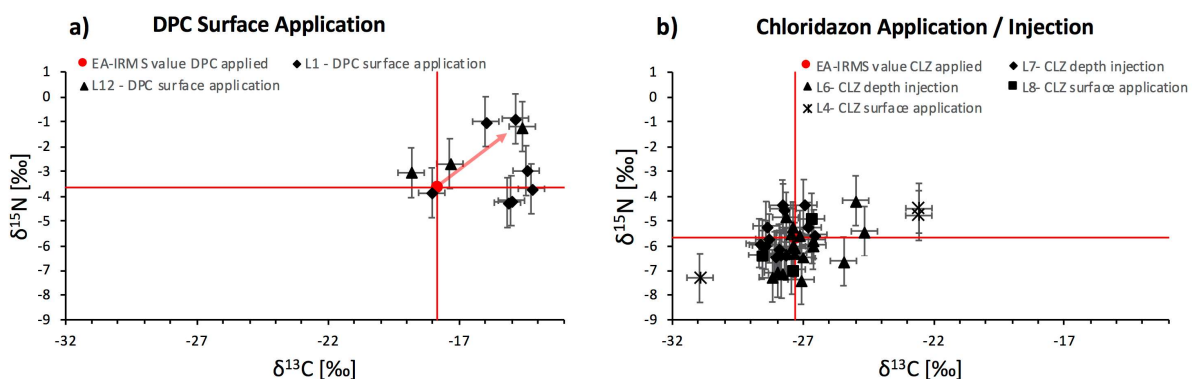 a) DPC Surface Application
EA-IRMS value DPC applied
L1 - DPC surface application
L12 - DPC surface application
1
0
-1
-2
-3
-4
-5
-6
-7
-8
-9
δ15N [‰]
-32
-27
-22
-17
δ13C [‰]
b) Chloridazon Application / Injection
EA-IRMS value CLZ applied
L7- CLZ depth injection
L6- CLZ depth injection
L8- CLZ surface application
L4- CLZ surface application
1
0
-1
-2
-3
-4
-5
-6
-7
-8
-9
δ15N [‰]
-32
-27
-22
-17
δ13C [‰]